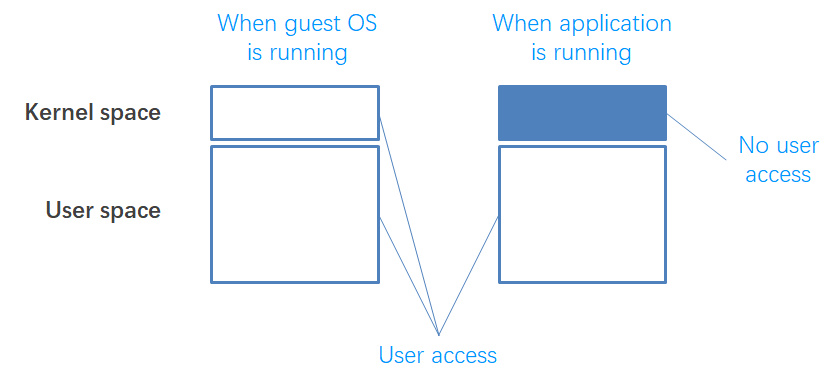 When guest OS
is running
When application
is running
Kernel space
No user
access
User space
User access